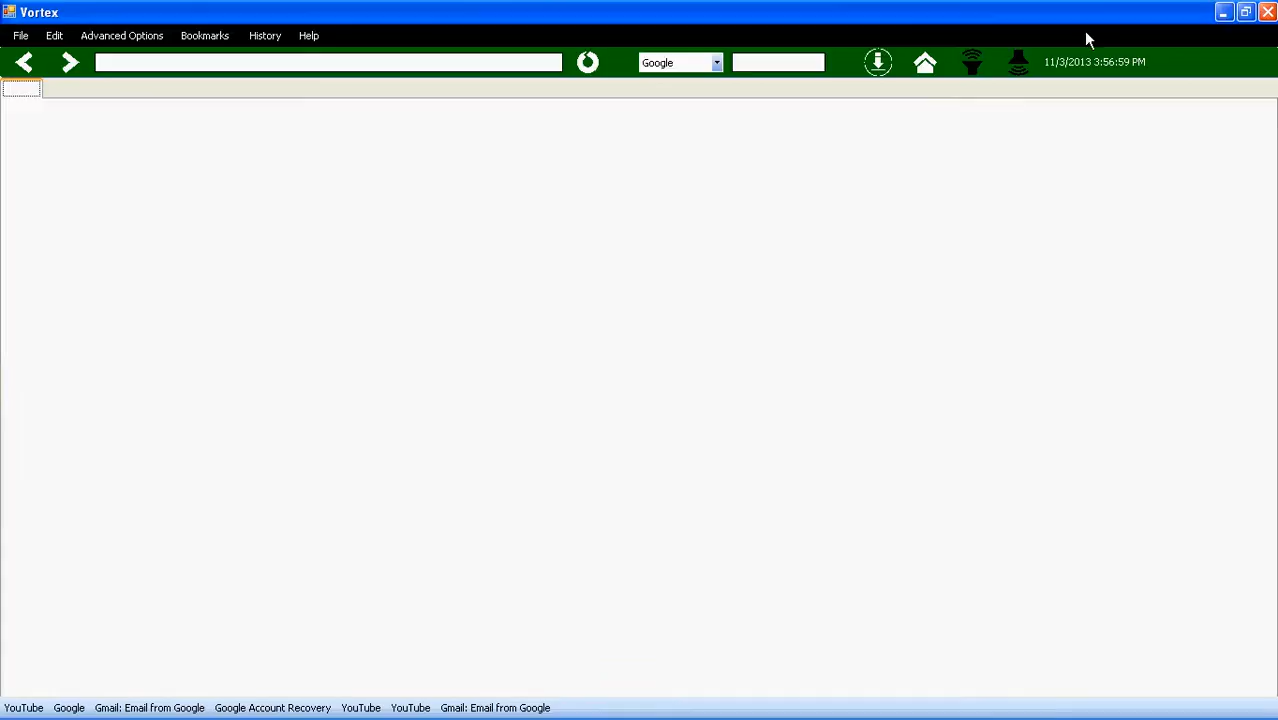 Vortex
File Edit Advanced Options Bookmarks History Help
Google 11/3/2013 3:56:59 PM
YouTube Google Gmail: Email from Google Google Account Recovery YouTube YouTube Gmail: Email from Google